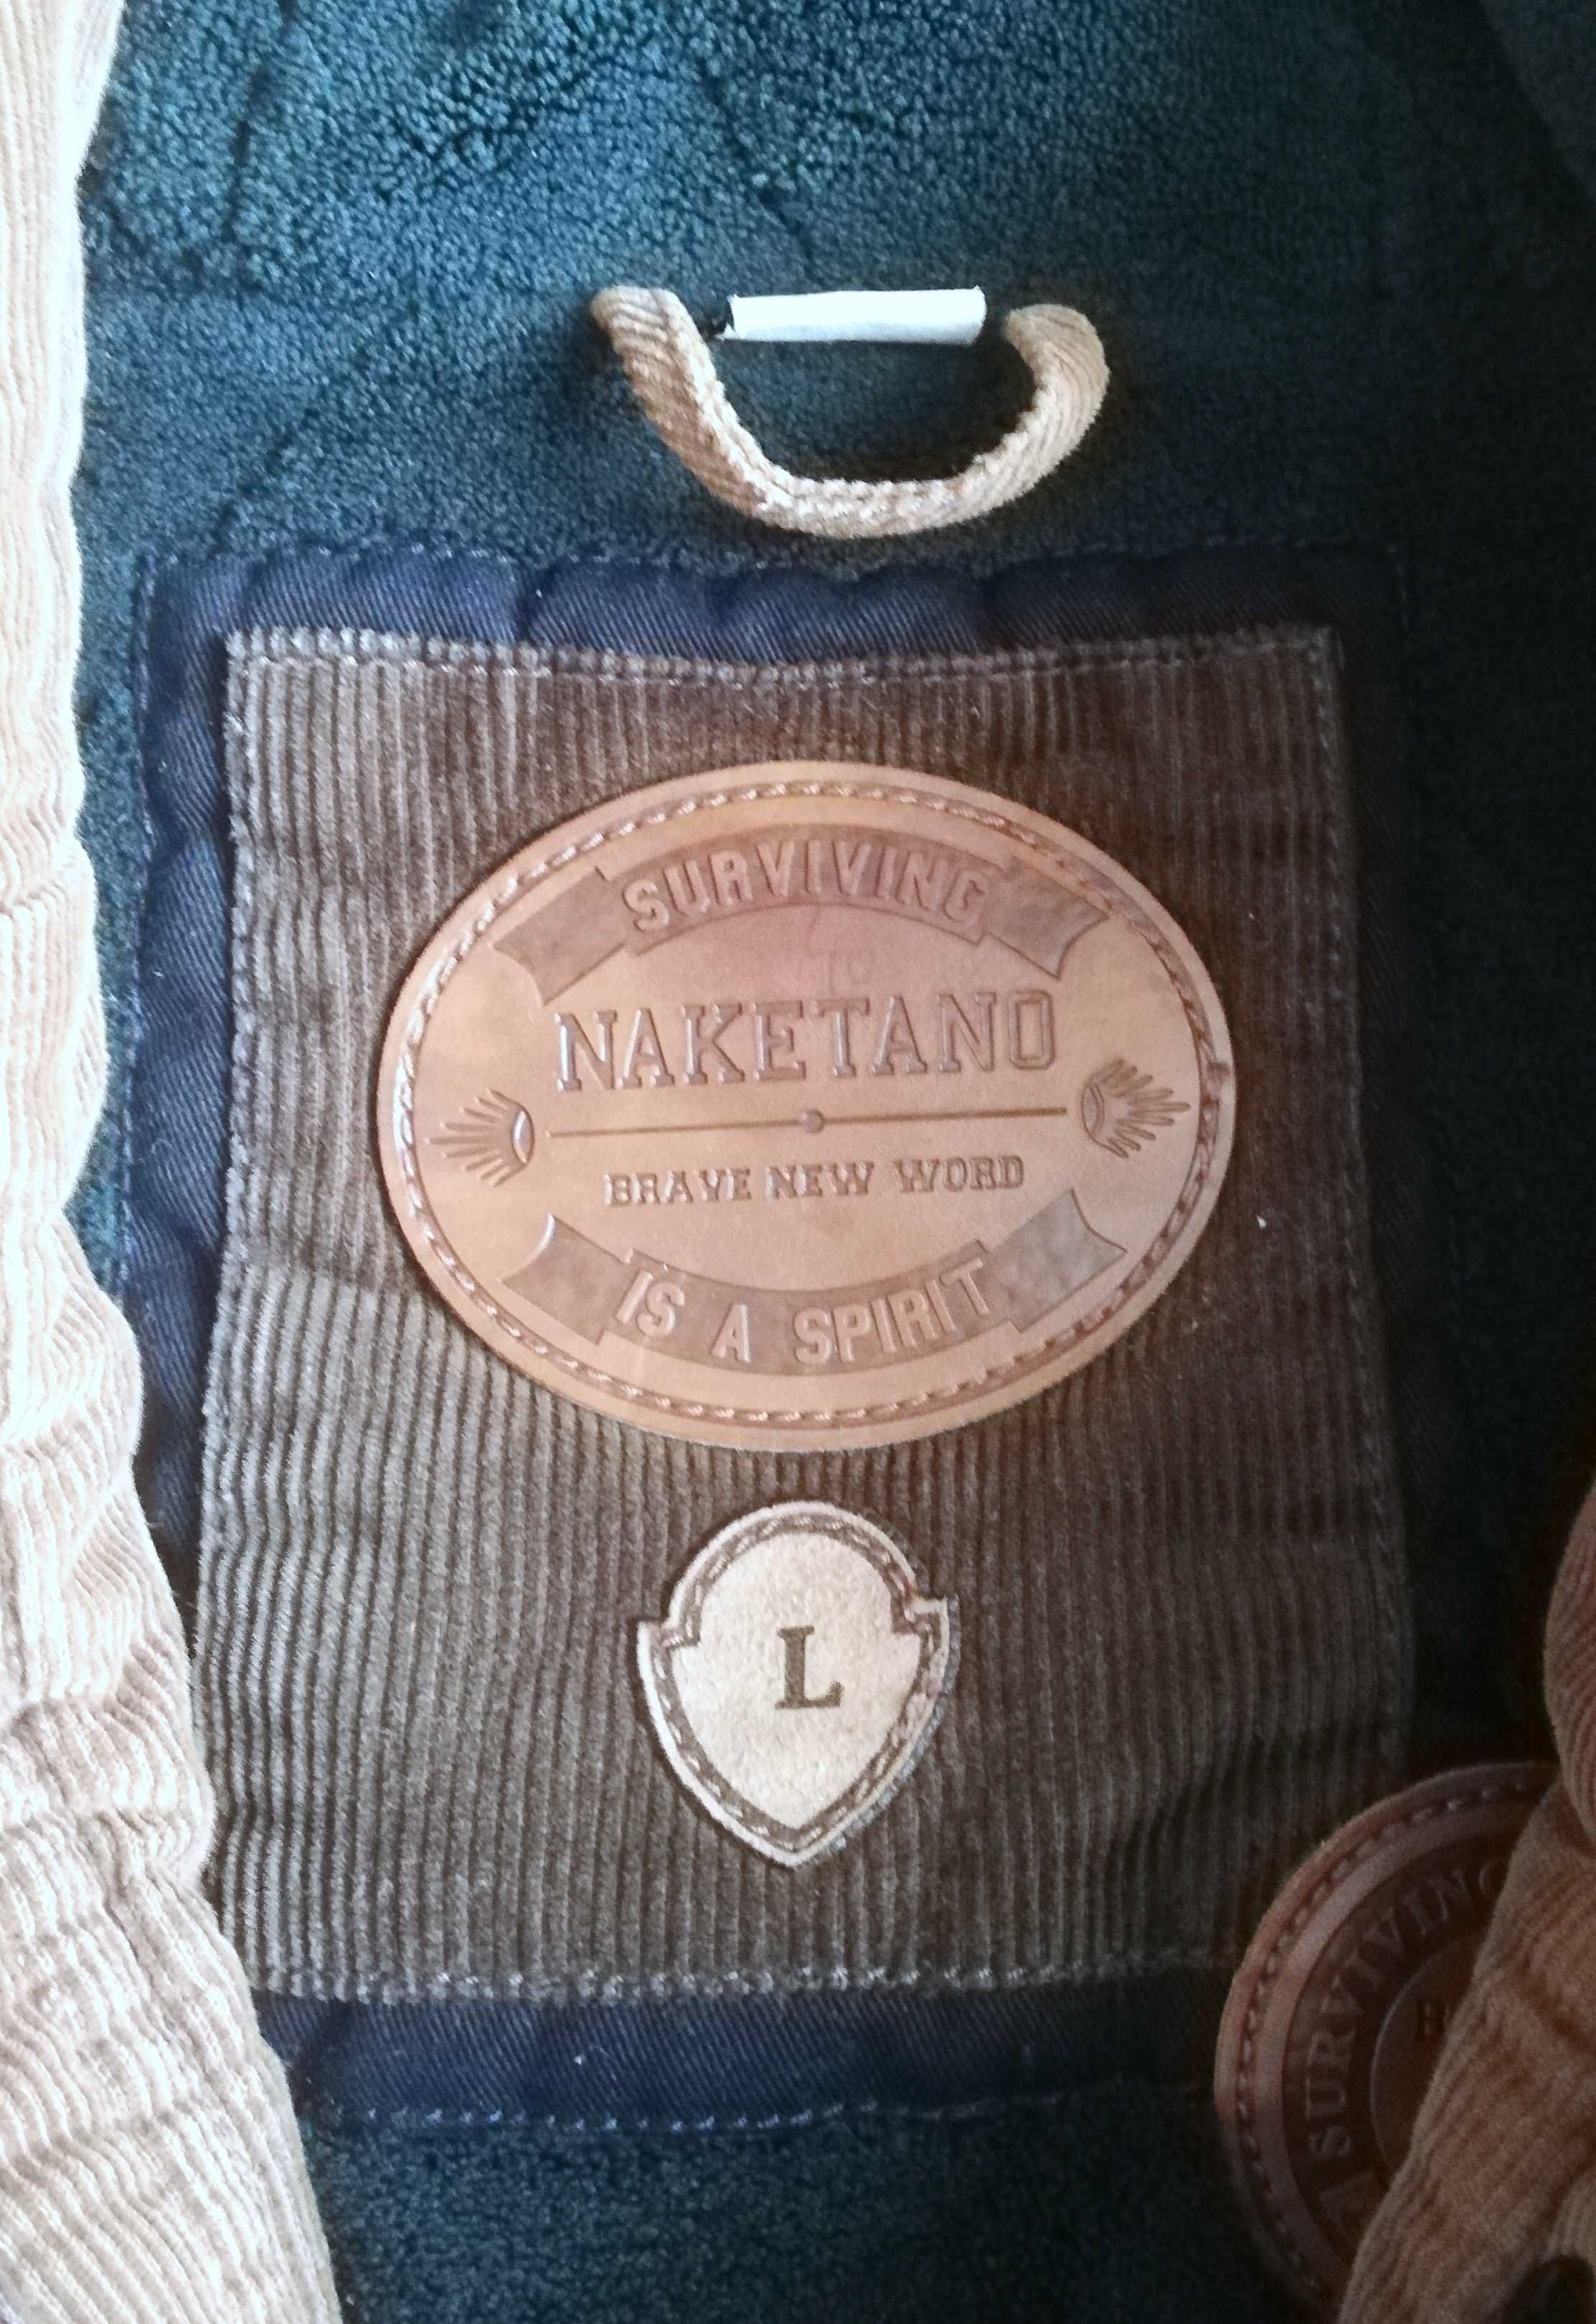 SURVIVING
NAKETANO
BRAVE NEW WORD
IS A SPIRIT
L
SURVIVING